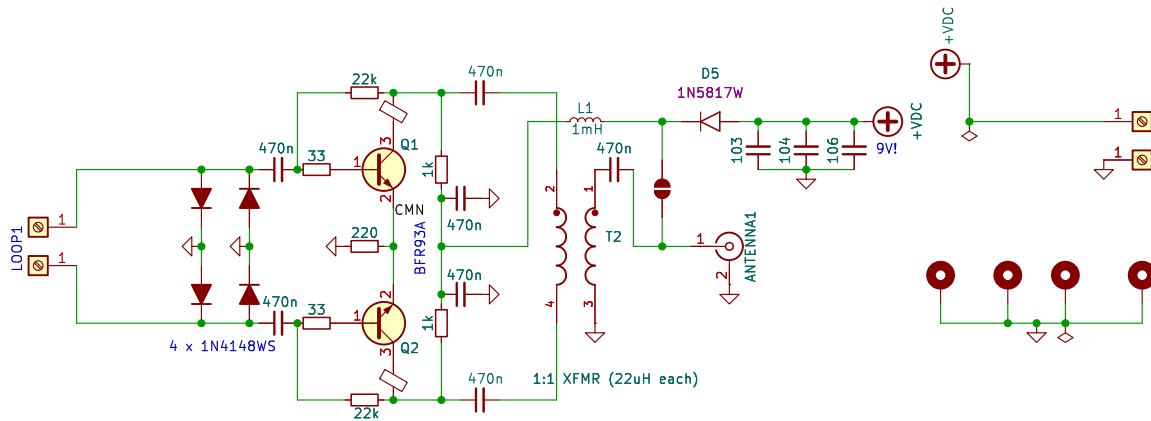 +VDC
470n
22k
D5
1N5817W
L1
1mH
+VDC
1
470n
33
3
Q1
1
1k
470n
103
104
106
9V!
1
2
CMN
470n
2
1
1
LOOP1
220
BFR93A
T2
1
ANTENNA1
1
470n
2
4
3
470n
33
2
1
1k
4 x 1N4148WS
3
Q2
470n
1:1 XFMR (22uH each)
22k